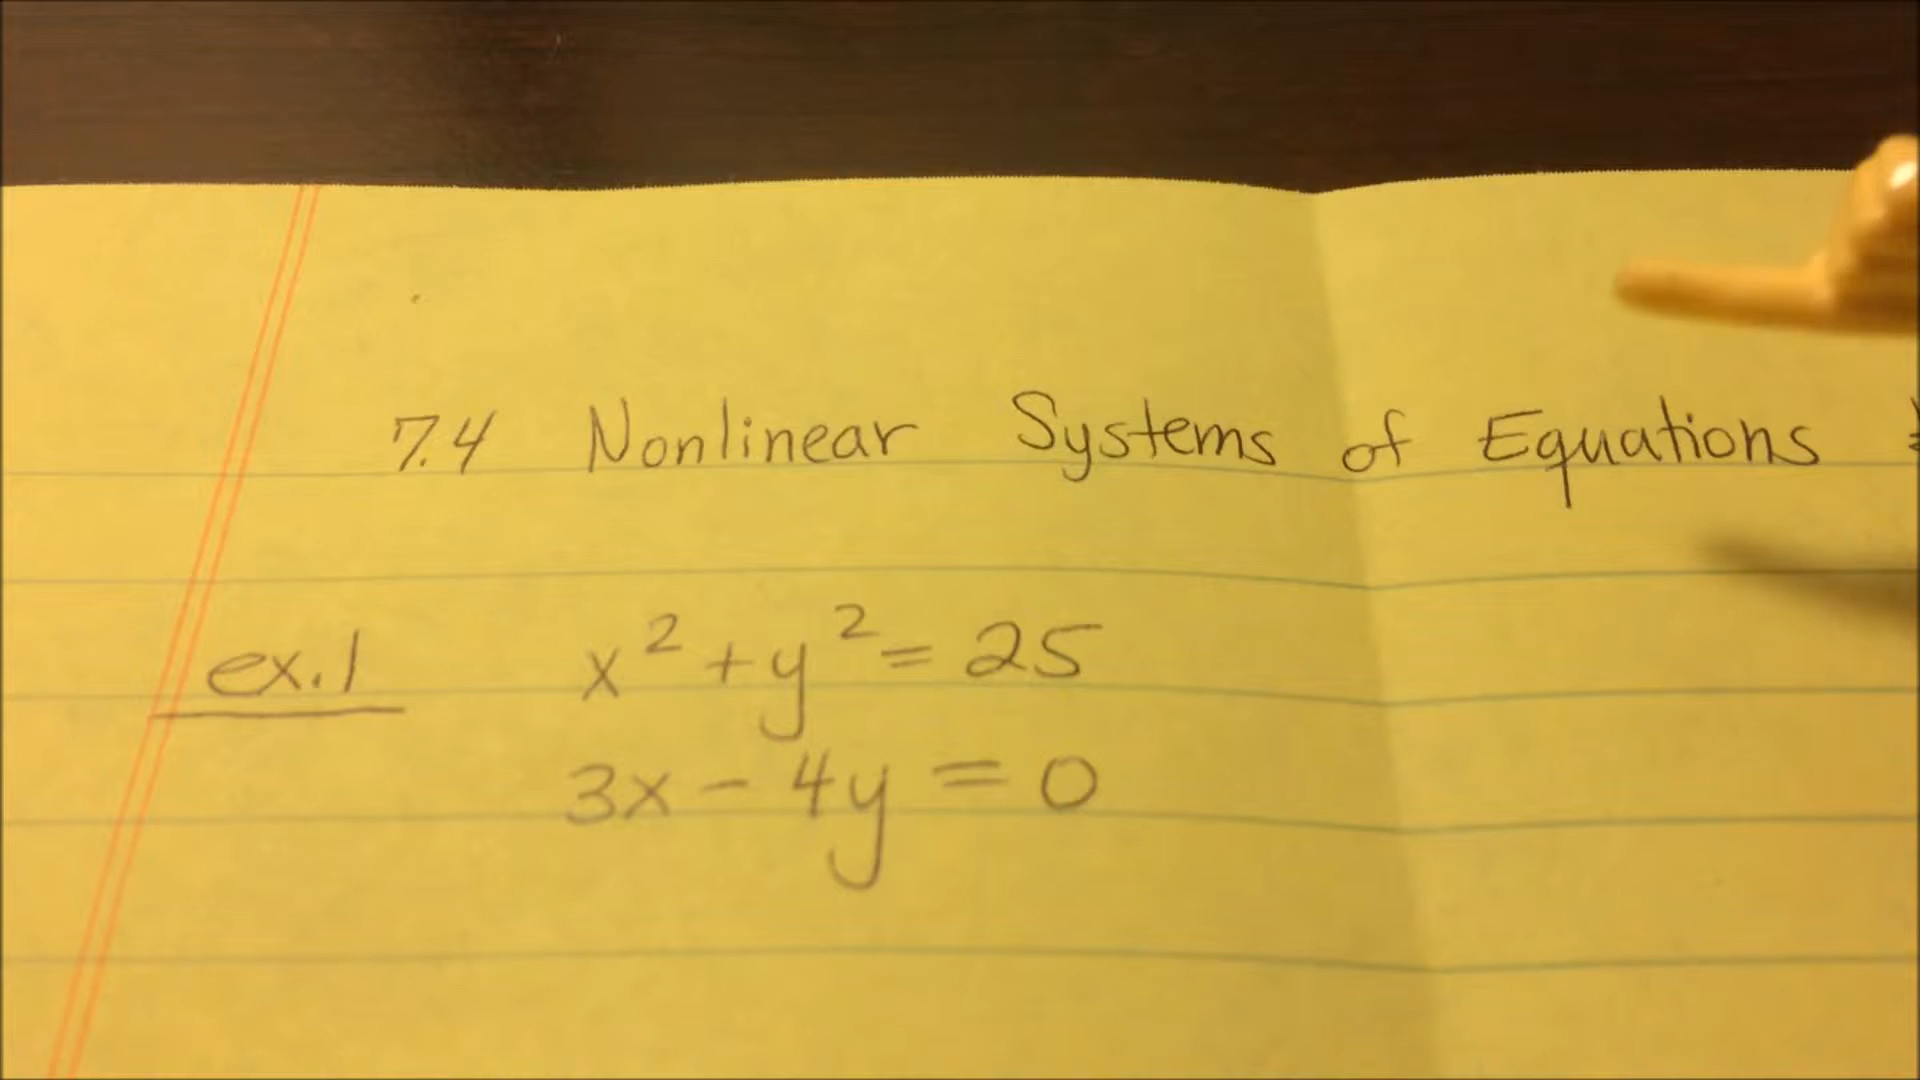 7.4 Nonlinear Systems of Equations
ex.1 x² + y² = 25
3x - 4y = 0